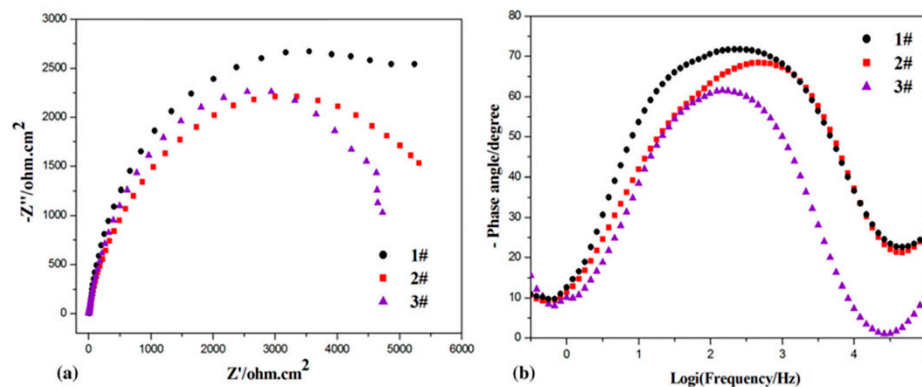 (a)
3000
2500
2000
1500
1000
500
0
-Z''/ohm.cm2
1#
2#
3#
0 1000 2000 3000 4000 5000 6000
Z'/ohm.cm2
80
70
60
50
40
30
20
10
0
- Phase angle/degree
1#
2#
3#
0 1 2 3 4
(b)
Logi(Frequency/Hz)